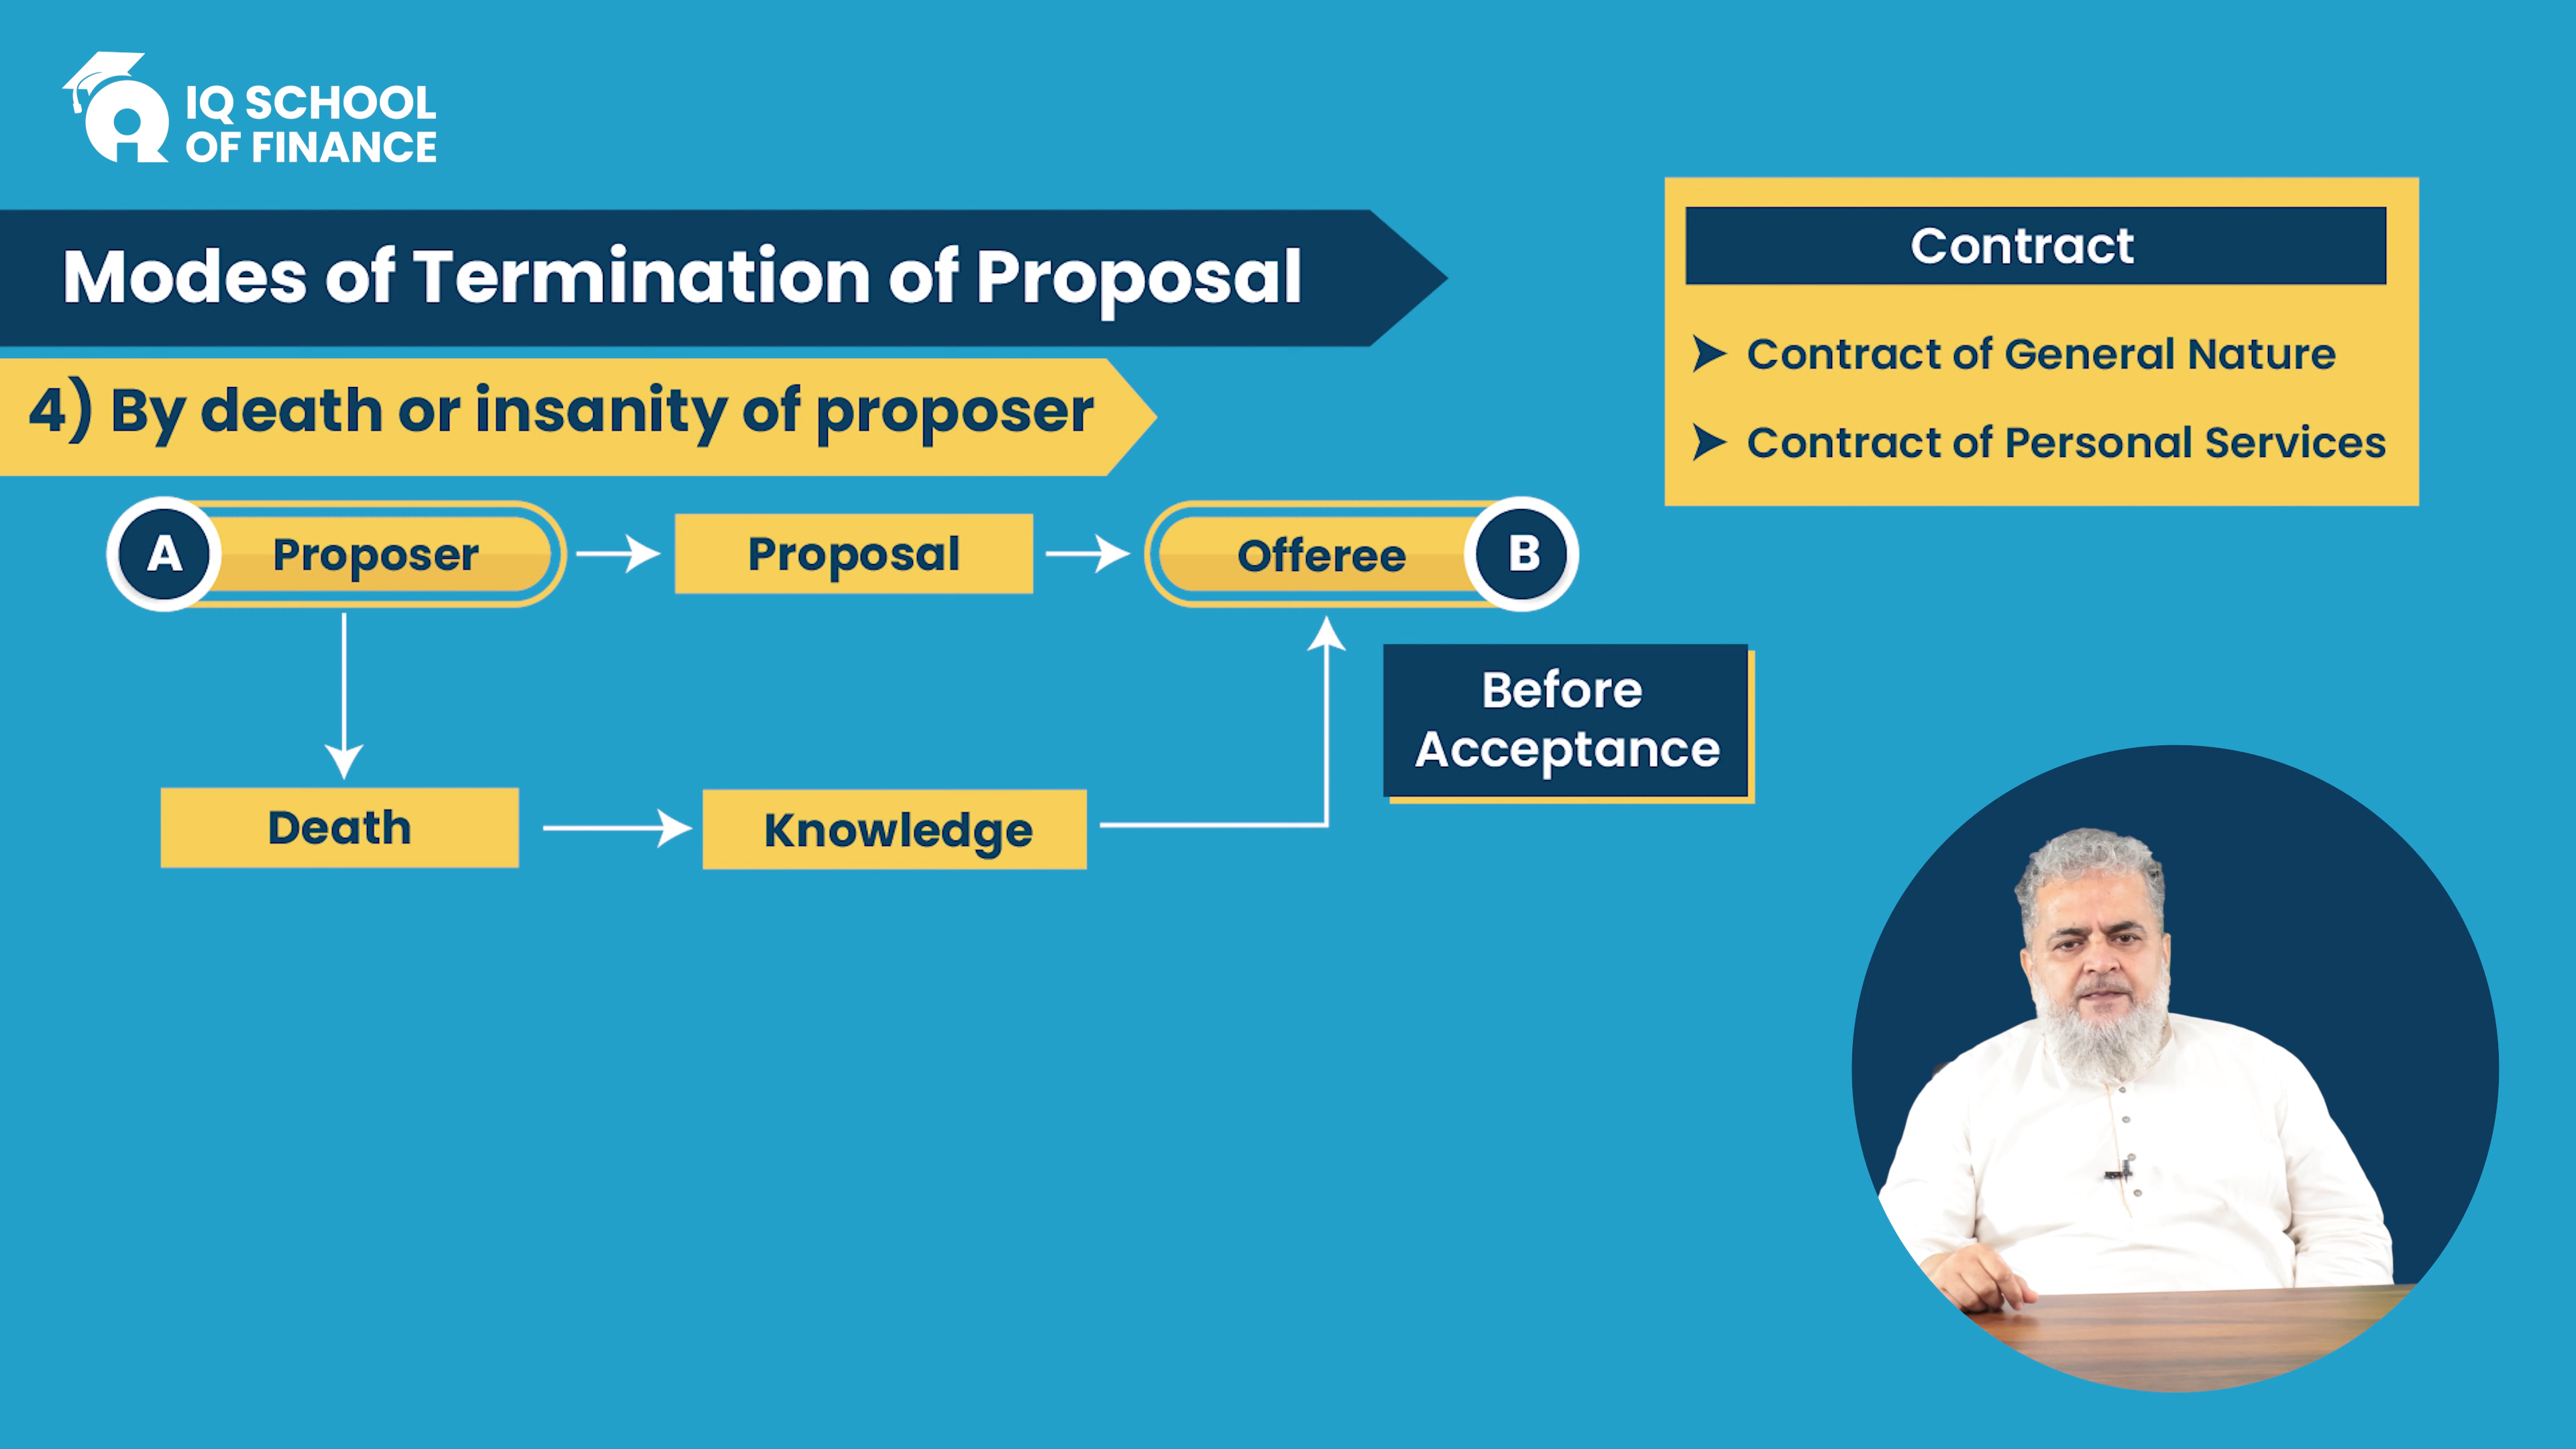 IQ SCHOOL
OF FINANCE
Modes of Termination of Proposal
4) By death or insanity of proposer
Contract
Contract of General Nature
Contract of Personal Services
A
Proposer
Proposal
Offeree
B
Before
Acceptance
Death
Knowledge